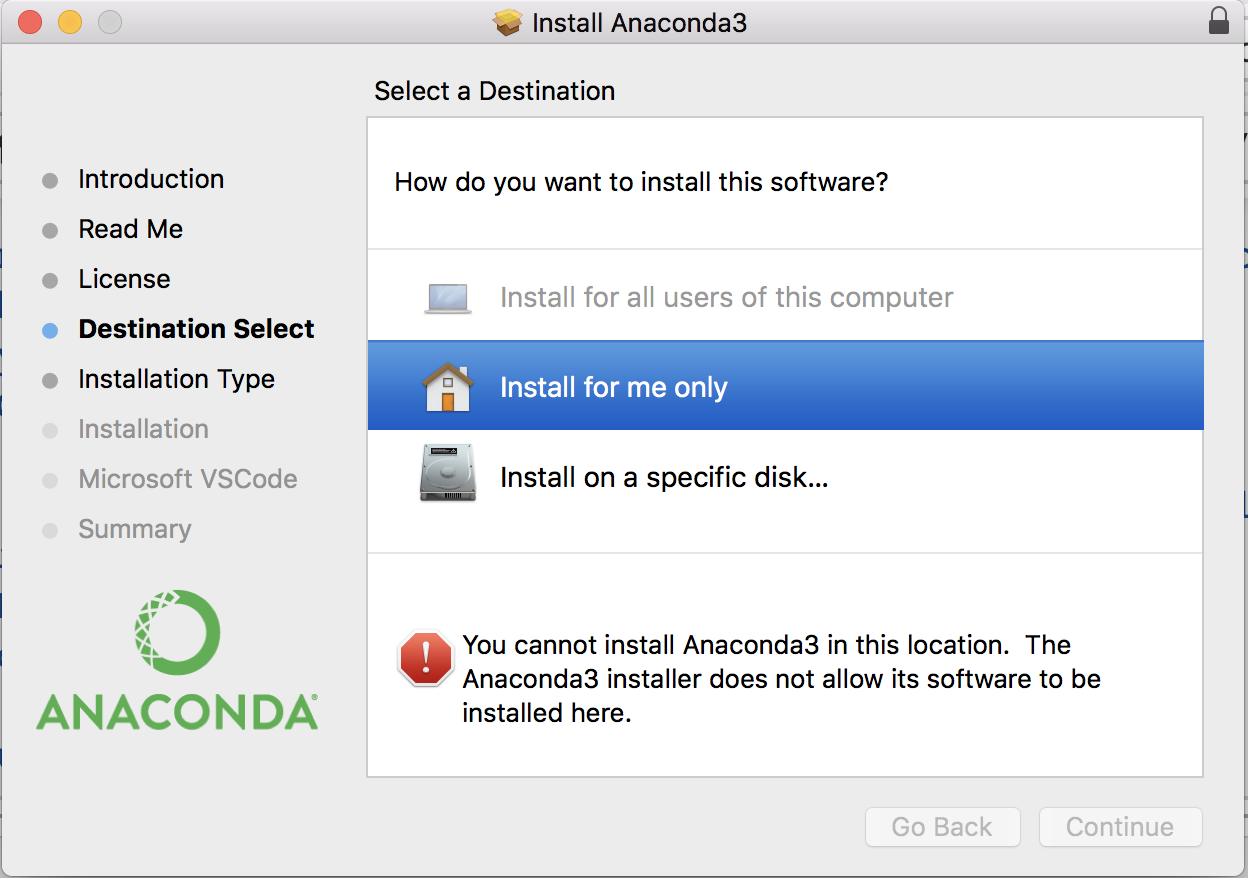 Install Anaconda3
Select a Destination
Introduction
Read Me
License
Destination Select
Installation Type
Installation
Microsoft VSCode
Summary
ANACONDA®
How do you want to install this software?
Install for all users of this computer
Install for me only
Install on a specific disk...
You cannot install Anaconda3 in this location.  The
Anaconda3 installer does not allow its software to be
installed here.
Go Back
Continue